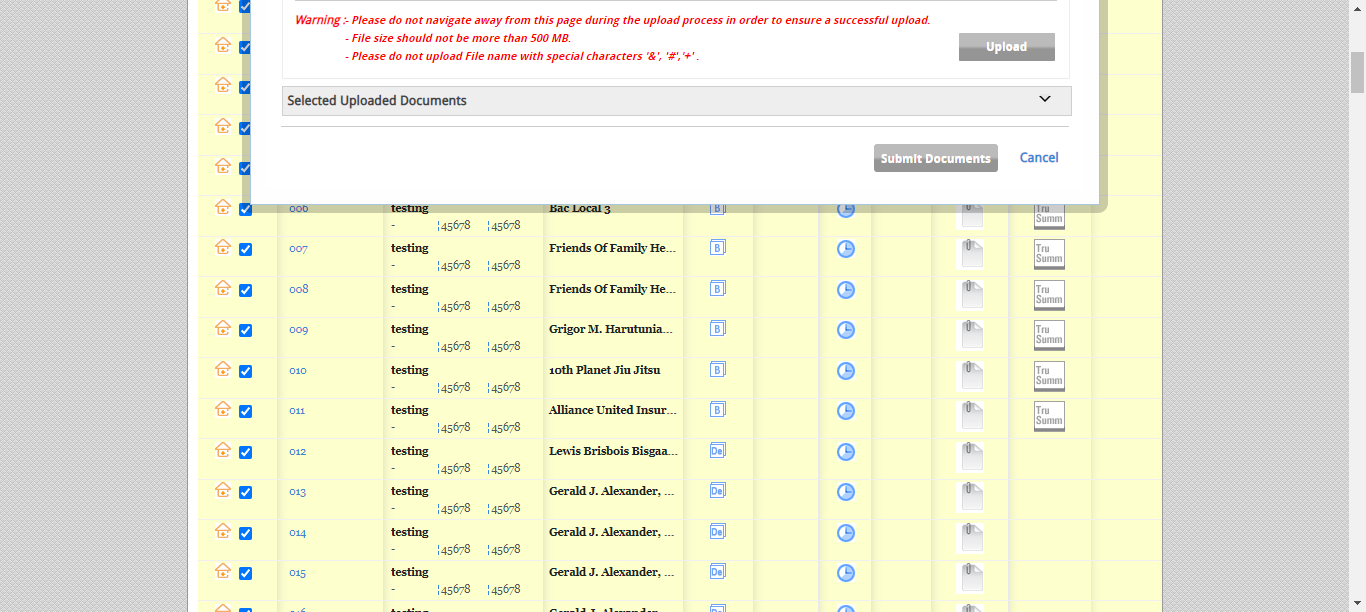 Warning :- Please do not navigate away from this page during the upload process in order to ensure a successful upload.
- File size should not be more than 500 MB.
- Please do not upload File name with special characters '&', '#','+' .
Upload
Selected Uploaded Documents
Submit Documents Cancel
006 testing Bac Local 3 B Tru Summ
- 45678 45678
007 testing Friends Of Family He... B Tru Summ
- 45678 45678
008 testing Friends Of Family He... B Tru Summ
- 45678 45678
009 testing Grigor M. Harutunia... B Tru Summ
- 45678 45678
010 testing 10th Planet Jiu Jitsu B Tru Summ
- 45678 45678
011 testing Alliance United Insur... B Tru Summ
- 45678 45678
012 testing Lewis Brisbois Bisgaa... De
- 45678 45678
013 testing Gerald J. Alexander, ... De
- 45678 45678
014 testing Gerald J. Alexander, ... De
- 45678 45678
015 testing Gerald J. Alexander, ... De
- 45678 45678